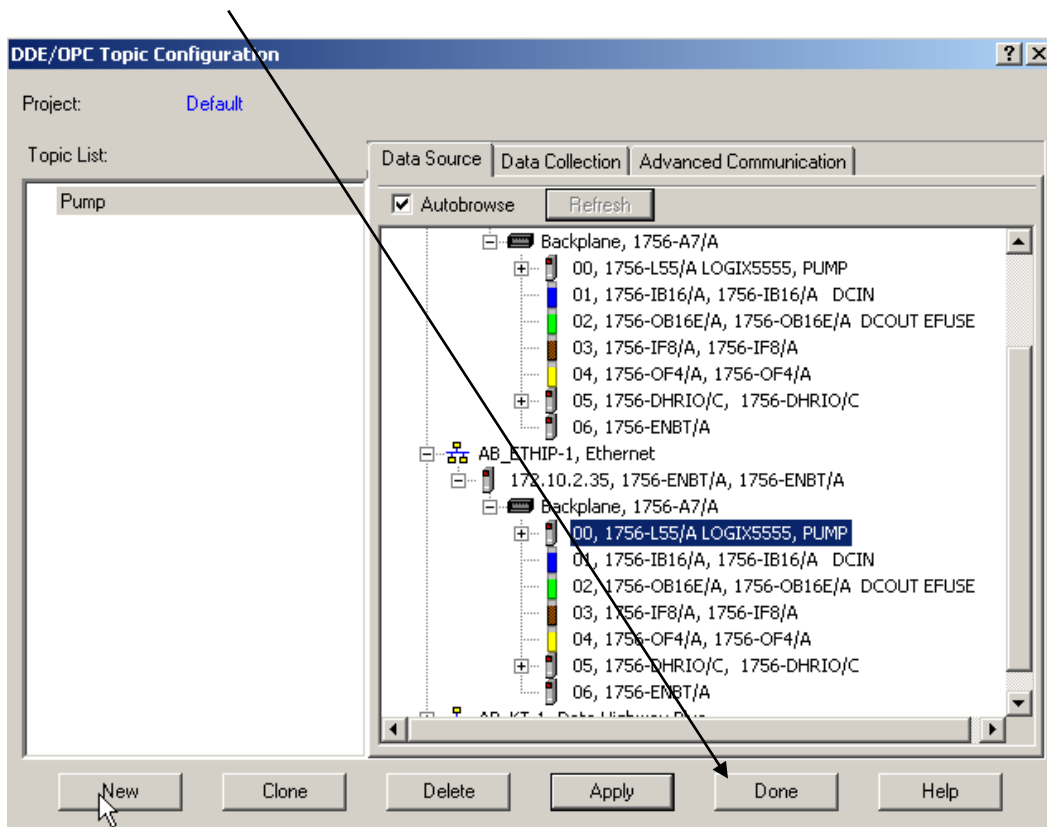 DDE/OPC Topic Configuration
Project: Default
Topic List:
Pump
Data Source Data Collection Advanced Communication
Autobrowse Refresh
Backplane, 1756-A7/A
00, 1756-L55/A LOGIX5555, PUMP
01, 1756-IB16/A, 1756-IB16/A DCIN
02, 1756-OB16E/A, 1756-OB16E/A DCOUT EFUSE
03, 1756-IF8/A, 1756-IF8/A
04, 1756-OF4/A, 1756-OF4/A
05, 1756-DHRIO/C, 1756-DHRIO/C
06, 1756-ENBT/A
AB_ETHIP-1, Ethernet
172.10.2.35, 1756-ENBT/A, 1756-ENBT/A
Backplane, 1756-A7/A
00, 1756-L55/A LOGIX5555, PUMP
01, 1756-IB16/A, 1756-IB16/A DCIN
02, 1756-OB16E/A, 1756-OB16E/A DCOUT EFUSE
03, 1756-IF8/A, 1756-IF8/A
04, 1756-OF4/A, 1756-OF4/A
05, 1756-DHRIO/C, 1756-DHRIO/C
06, 1756-ENBT/A
AB_KT-1, Data Highway Plus
New Clone Delete Apply Done Help